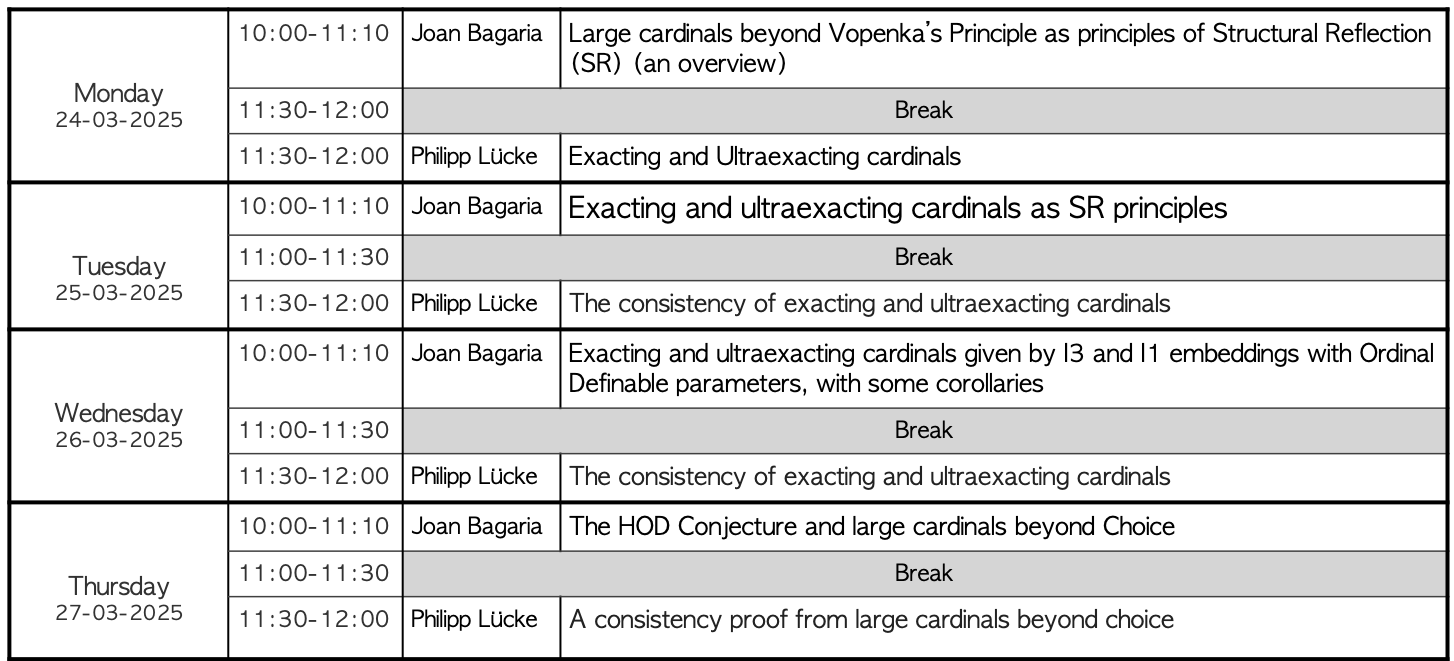 Monday
24-03-2025
10:00-11:10 Joan Bagaria Large cardinals beyond Vopenka’s Principle as principles of Structural Reflection
(SR) (an overview)
11:30-12:00 Break
11:30-12:00 Philipp Lücke Exacting and Ultraexacting cardinals
Tuesday
25-03-2025
10:00-11:10 Joan Bagaria Exacting and ultraexacting cardinals as SR principles
11:00-11:30 Break
11:30-12:00 Philipp Lücke The consistency of exacting and ultraexacting cardinals
Wednesday
26-03-2025
10:00-11:10 Joan Bagaria Exacting and ultraexacting cardinals given by I3 and I1 embeddings with Ordinal
Definable parameters, with some corollaries
11:00-11:30 Break
11:30-12:00 Philipp Lücke The consistency of exacting and ultraexacting cardinals
Thursday
27-03-2025
10:00-11:10 Joan Bagaria The HOD Conjecture and large cardinals beyond Choice
11:00-11:30 Break
11:30-12:00 Philipp Lücke A consistency proof from large cardinals beyond choice